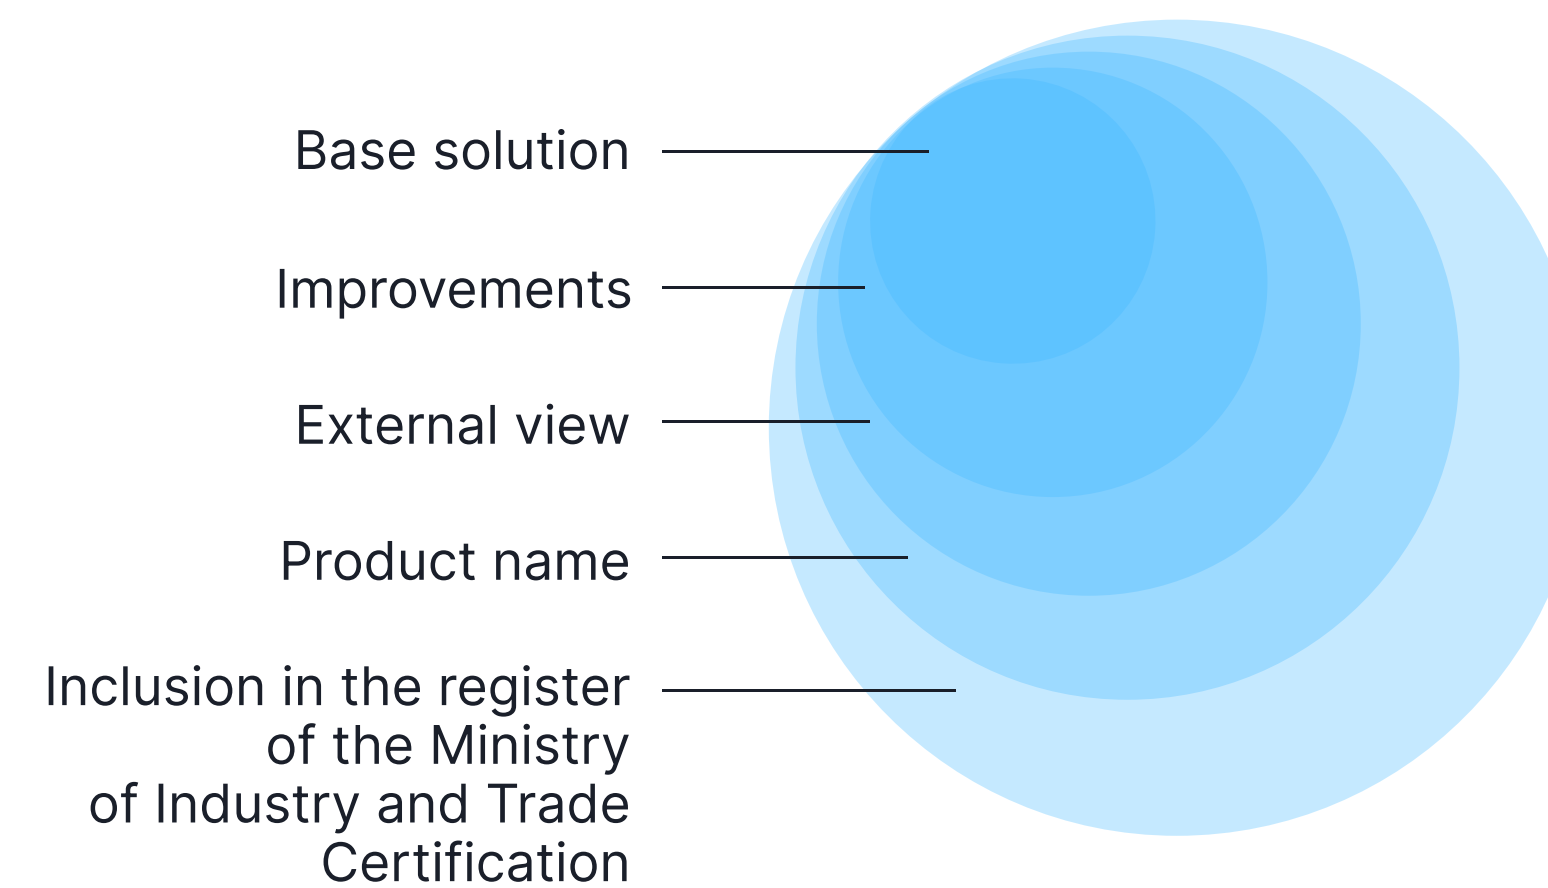 Base solution
Improvements
External view
Product name
Inclusion in the register
of the Ministry
of Industry and Trade
Certification